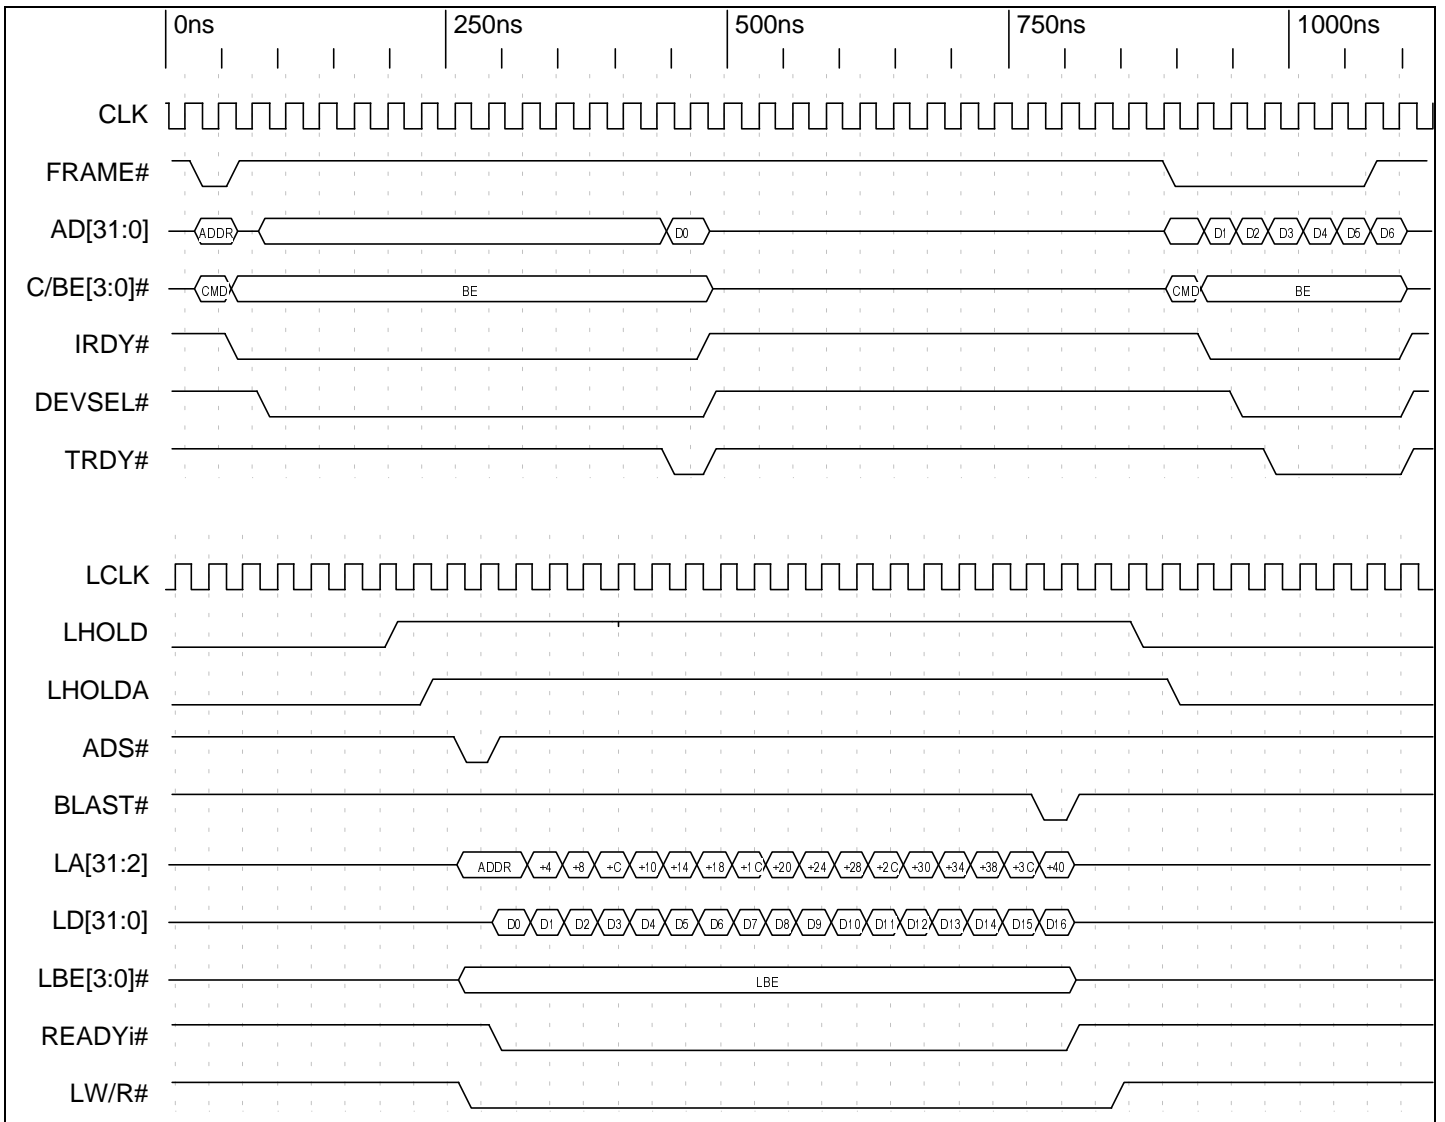 0ns 250ns 500ns 750ns 1000ns
CLK
FRAME#
AD[31:0] ADDR D0 D1 D2 D3 D4 D5 D6
C/BE[3:0]# CMD BE CMD BE
IRDY#
DEVSEL#
TRDY#
LCLK
LHOLD
LHOLDA
ADS#
BLAST#
LA[31:2] ADDR +4 +8 +C +10 +14 +18 +1C +20 +24 +28 +2C +30 +34 +38 +3C +40
LD[31:0] D0 D1 D2 D3 D4 D5 D6 D7 D8 D9 D10 D11 D12 D13 D14 D15 D16
LBE[3:0]# LBE
READYi#
LW/R#